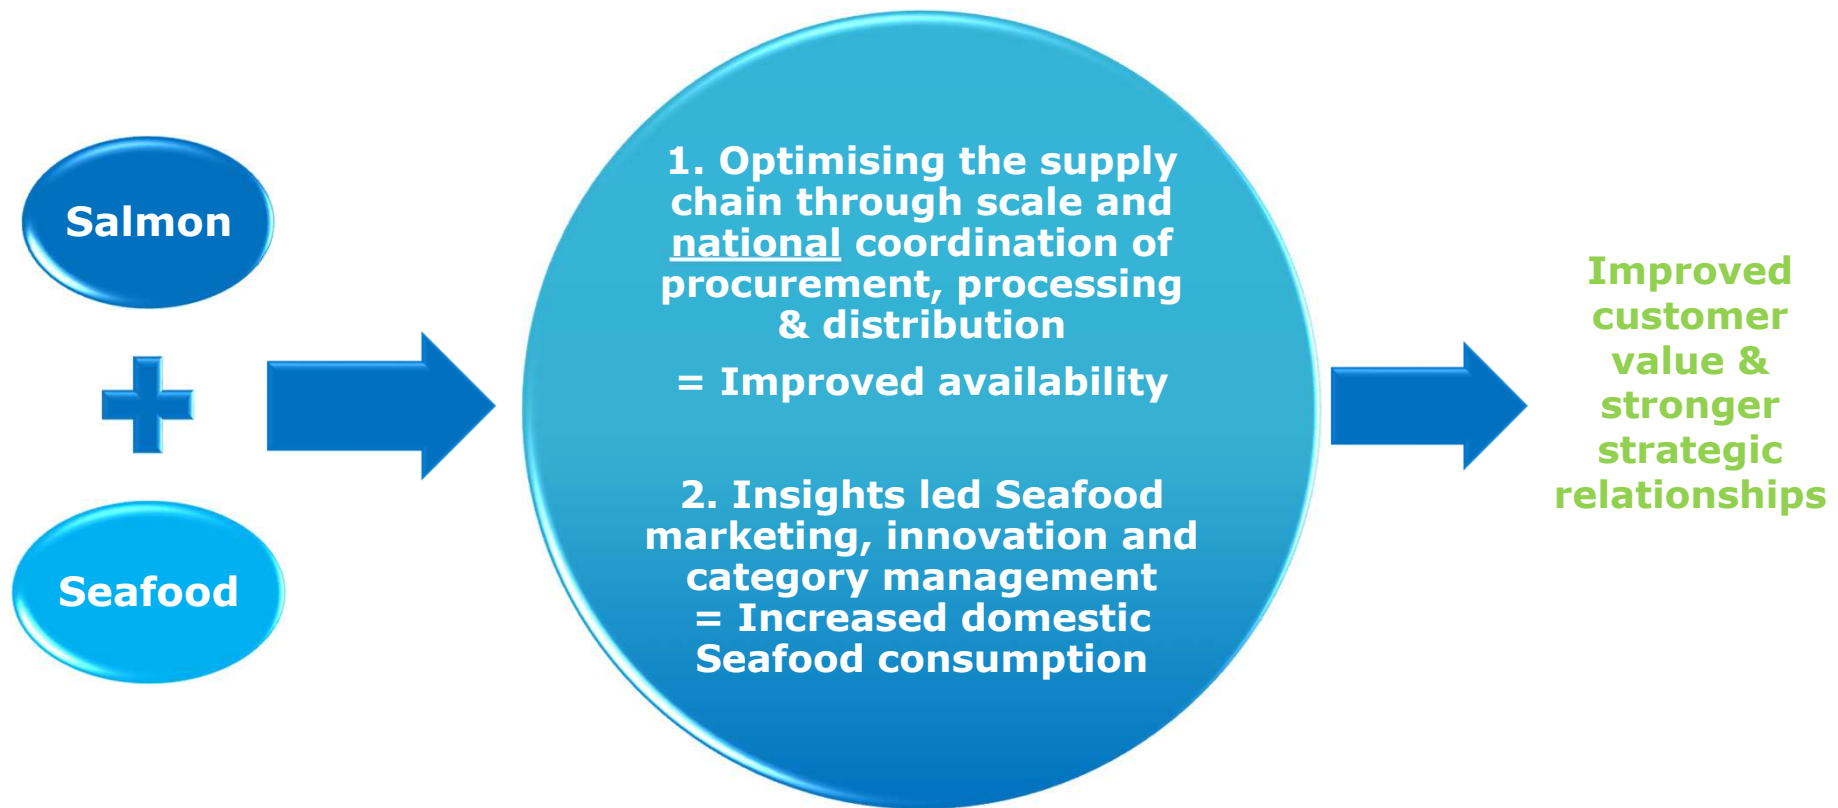 Salmon
Seafood
1. Optimising the supply
chain through scale and
national coordination of
procurement, processing
& distribution
= Improved availability
2. Insights led Seafood
marketing, innovation and
category management
= Increased domestic
Seafood consumption
Improved
customer
value &
stronger
strategic
relationships